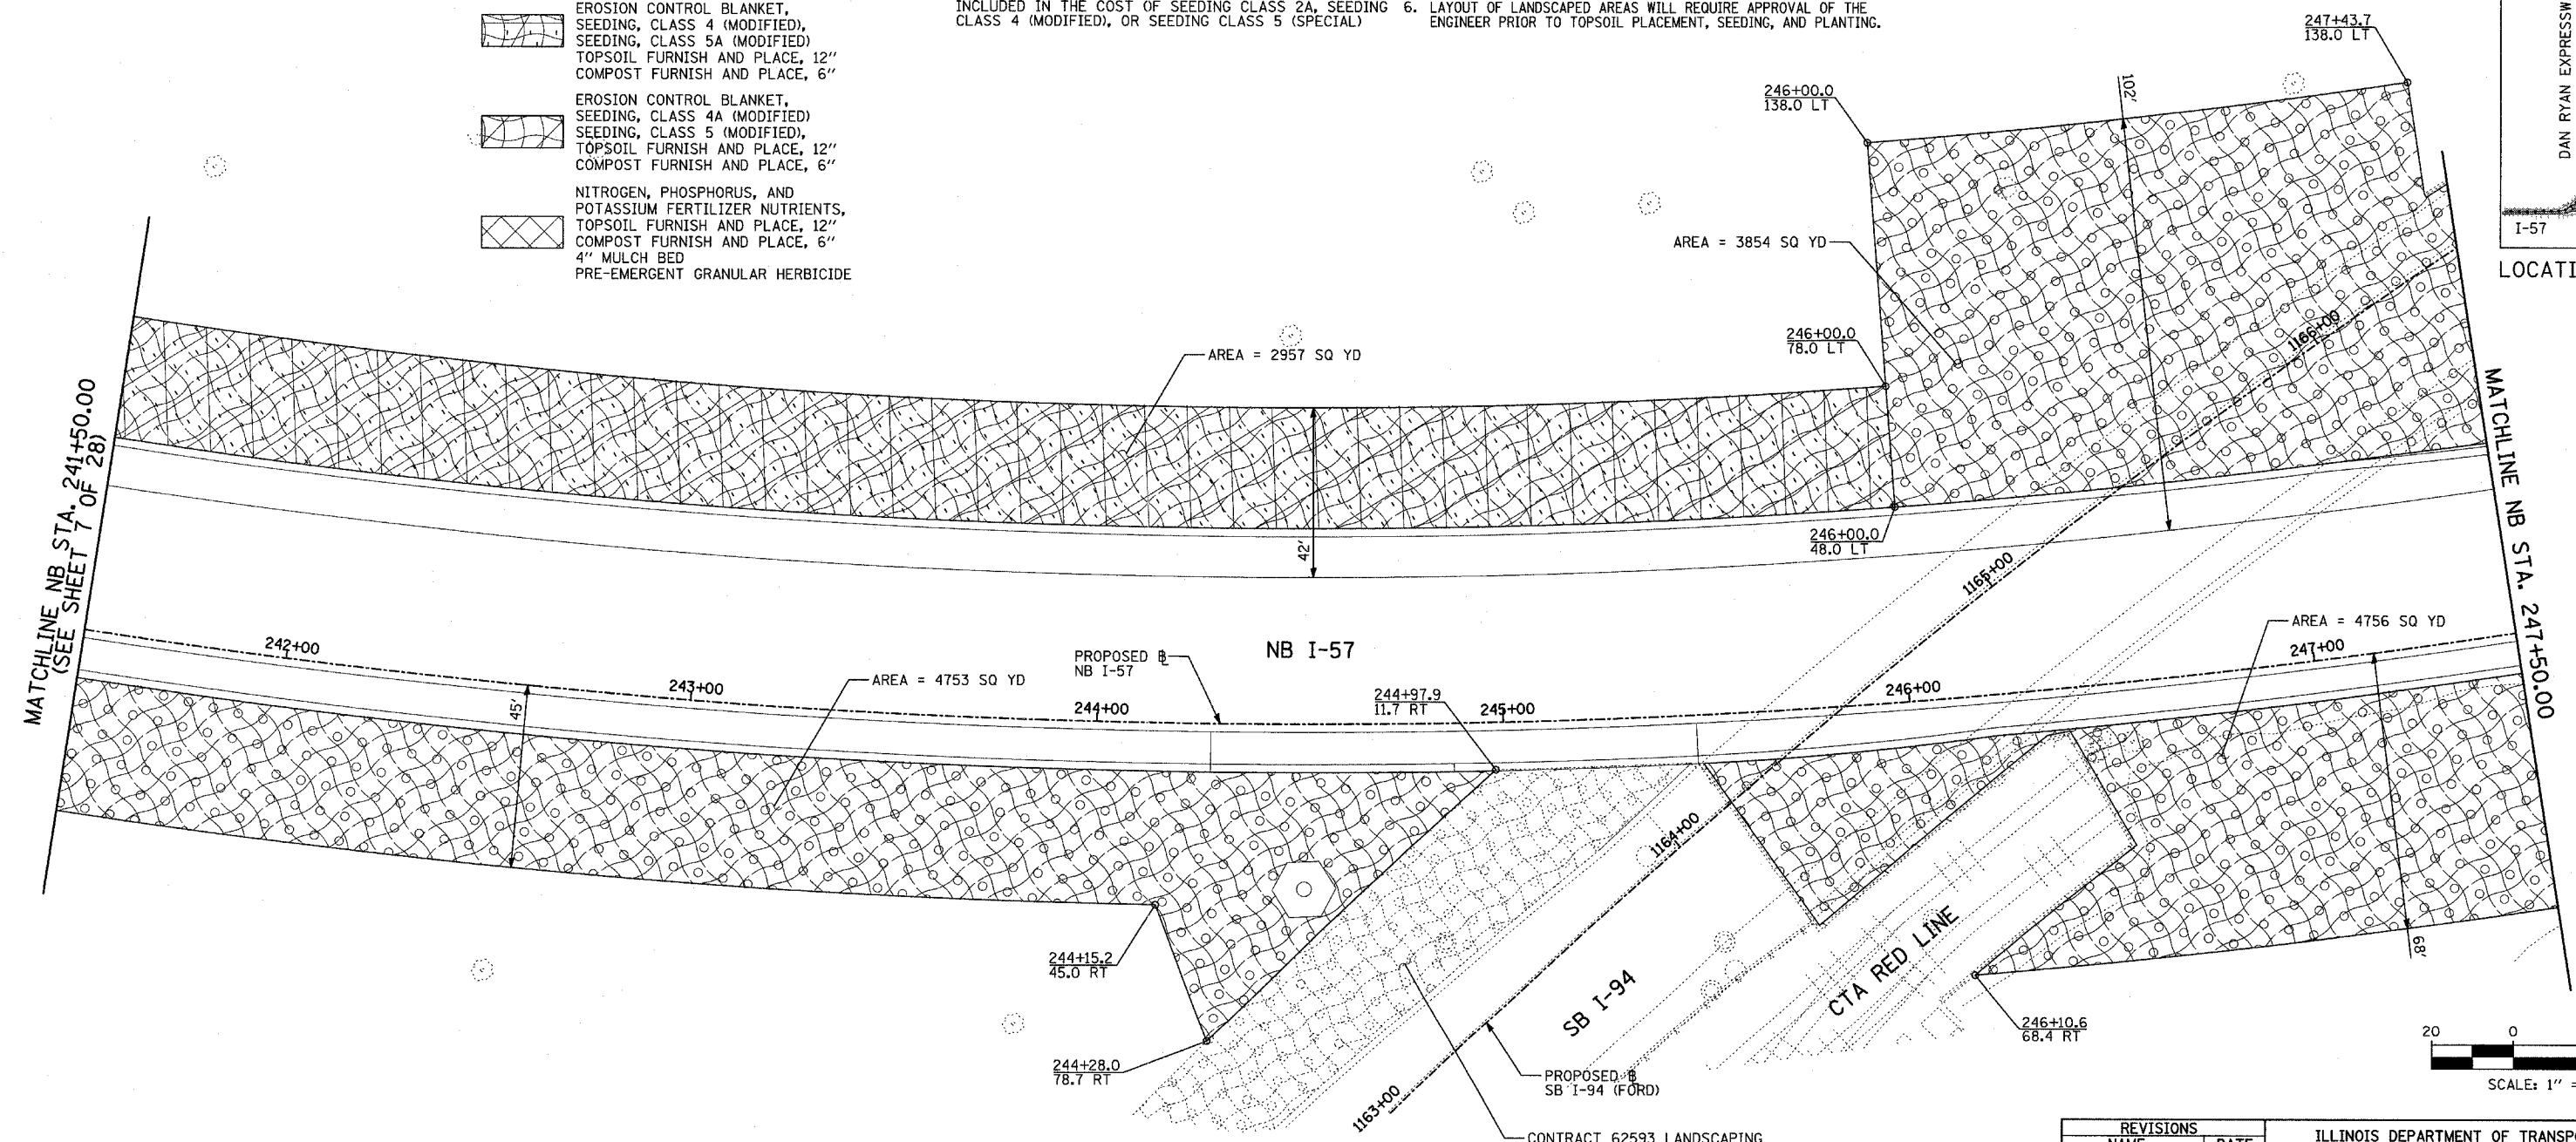 EROSION CONTROL BLANKET,
SEEDING, CLASS 4 (MODIFIED),
SEEDING, CLASS 5A (MODIFIED)
TOPSOIL FURNISH AND PLACE, 12"
COMPOST FURNISH AND PLACE, 6"
EROSION CONTROL BLANKET,
SEEDING, CLASS 4A (MODIFIED)
SEEDING, CLASS 5 (MODIFIED),
TOPSOIL FURNISH AND PLACE, 12"
COMPOST FURNISH AND PLACE, 6"
NITROGEN, PHOSPHORUS, AND
POTASSIUM FERTILIZER NUTRIENTS,
TOPSOIL FURNISH AND PLACE, 12"
COMPOST FURNISH AND PLACE, 6"
4" MULCH BED
PRE-EMERGENT GRANULAR HERBICIDE
INCLUDED IN THE COST OF SEEDING CLASS 2A, SEEDING
CLASS 4 (MODIFIED), OR SEEDING CLASS 5 (SPECIAL)
6. LAYOUT OF LANDSCAPED AREAS WILL REQUIRE APPROVAL OF THE
ENGINEER PRIOR TO TOPSOIL PLACEMENT, SEEDING, AND PLANTING.
247+43.7
138.0 LT
DAN RYAN EXPRESSW
I-57
LOCATI
246+00.0
138.0 LT
102'
AREA = 3854 SQ YD
246+00.0
78.0 LT
1166+00
AREA = 2957 SQ YD
MATCHLINE NB STA. 241+50.00
(SEE SHEET 7 OF 28)
MATCHLINE NB STA. 247+50.00
42'
246+00.0
48.0 LT
1165+00
242+00
243+00
244+00
245+00
246+00
247+00
NB I-57
PROPOSED ℄
NB I-57
AREA = 4753 SQ YD
AREA = 4756 SQ YD
244+97.9
11.7 RT
45'
1164+00
244+15.2
45.0 RT
SB I-94
CTA RED LINE
68'
246+10.6
68.4 RT
244+28.0
78.7 RT
PROPOSED ℄
SB I-94 (FORD)
1163+00
CONTRACT 62593 LANDSCAPING
20 0
SCALE: 1" =
REVISIONS
NAME DATE
ILLINOIS DEPARTMENT OF TRANSP